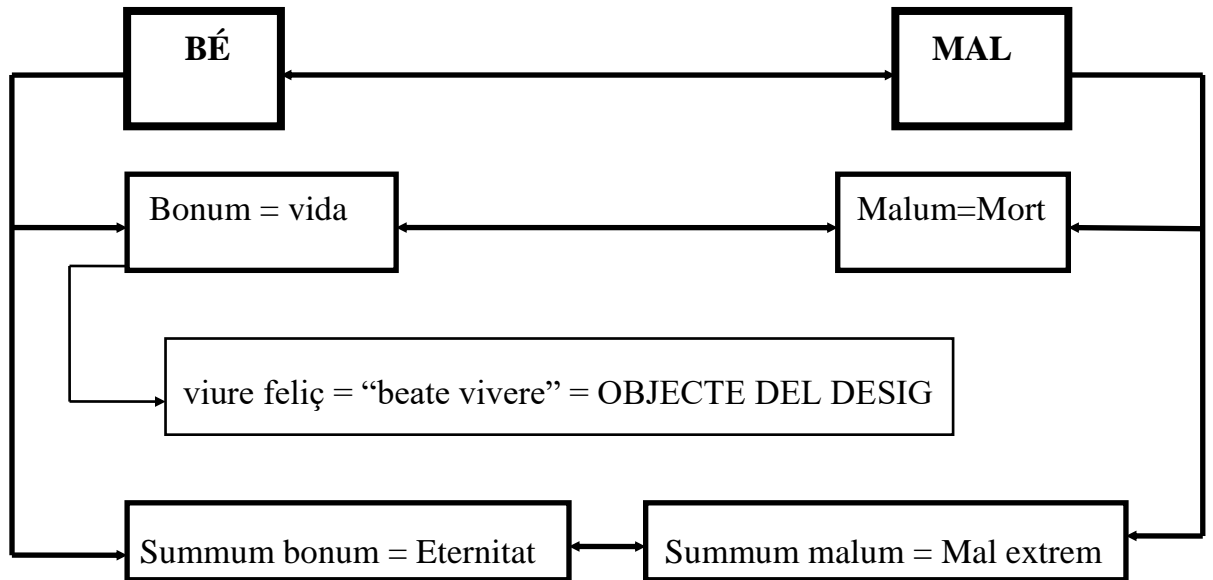 BÉ
MAL
Bonum = vida
Malum=Mort
viure feliç = “beate vivere” = OBJECTE DEL DESIG
Summum bonum = Eternitat
Summum malum = Mal extrem